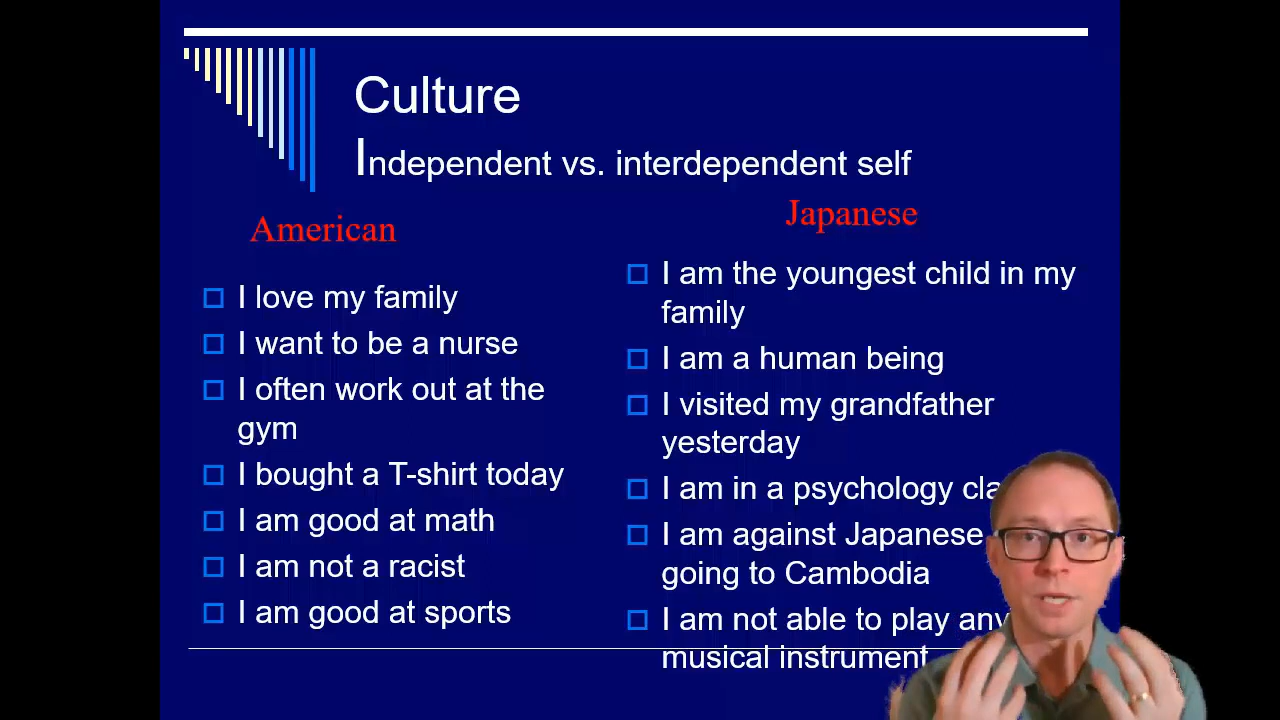 Culture
Independent vs. interdependent self
American
I love my family
I want to be a nurse
I often work out at the
gym
I bought a T-shirt today
I am good at math
I am not a racist
I am good at sports
Japanese
I am the youngest child in my
family
I am a human being
I visited my grandfather
yesterday
I am in a psychology
I am against Japanese
going to Cambodia
I am not able to play any
musical instrument